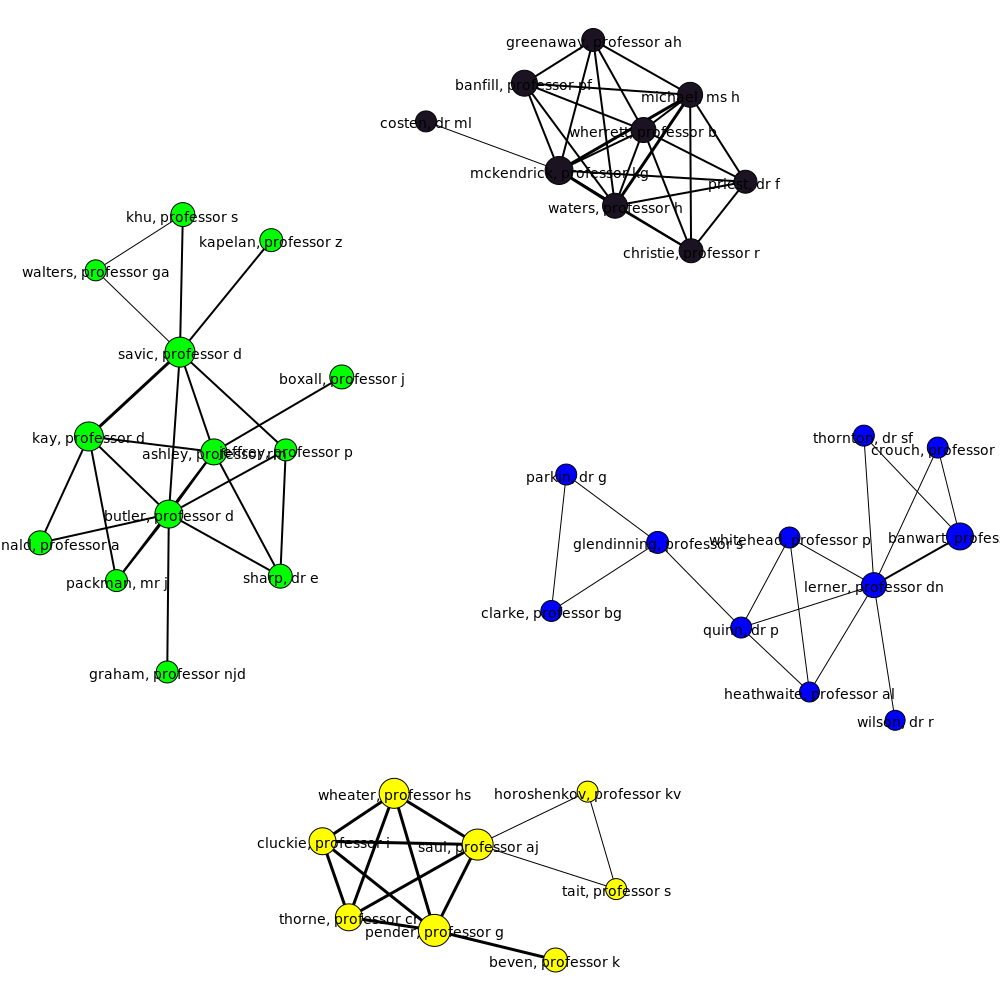 greenaway, professor ah
banfill, professor pf
michael, ms h
costen, dr ml
wherrett, professor b
mckendrick, professor kg
priest, dr f
waters, professor h
christie, professor r
khu, professor s
kapelan, professor z
walters, professor ga
savic, professor d
boxall, professor j
kay, professor d
ashley, professor rm
jeffrey, professor p
butler, professor d
nald, professor a
packman, mr j
sharp, dr e
graham, professor njd
thornton, dr sf
crouch, professor
parkin, dr g
glendinning, professor s
whitehead, professor p
banwart, profes
lerner, professor dn
clarke, professor bg
quinn, dr p
heathwaite, professor al
wilson, dr r
wheater, professor hs
horoshenkov, professor kv
cluckie, professor i
saul, professor aj
tait, professor s
thorne, professor cr
pender, professor g
beven, professor k